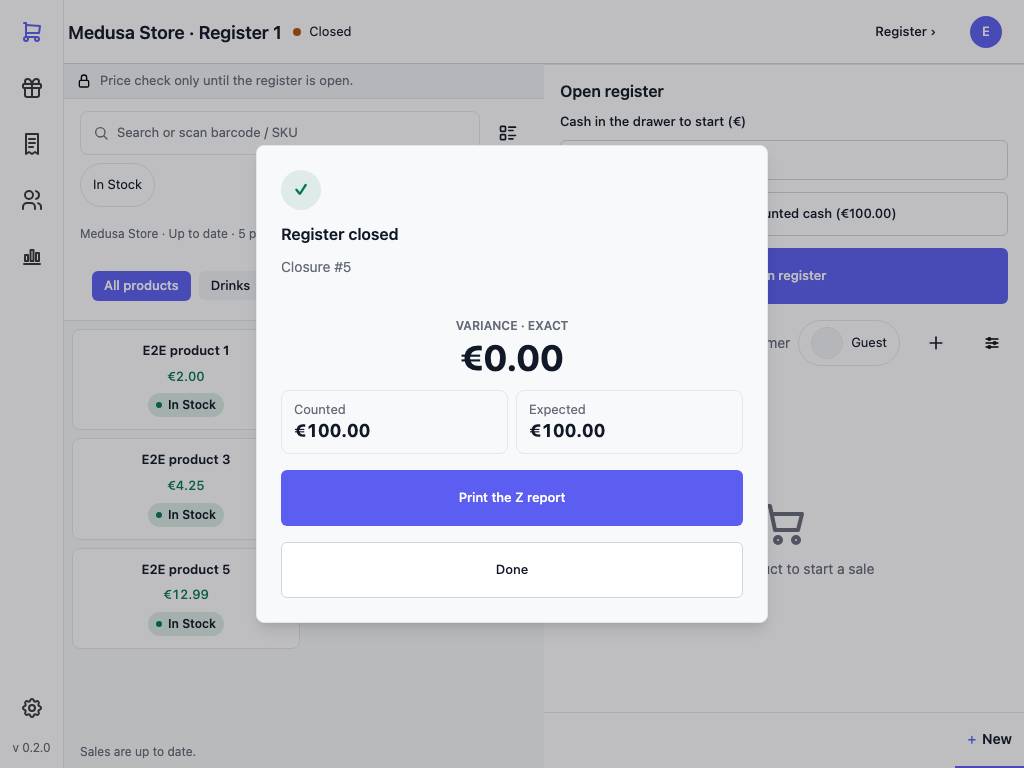 Medusa Store · Register 1
Closed
Register ›
E
Price check only until the register is open.
Search or scan barcode / SKU
In Stock
Medusa Store · Up to date · 5 p
All products
Drinks
E2E product 1
€2.00
In Stock
E2E product 3
€4.25
In Stock
E2E product 5
€12.99
In Stock
Sales are up to date.
v 0.2.0
Open register
Cash in the drawer to start (€)
unted cash (€100.00)
n register
mer
Guest
uct to start a sale
+ New
Register closed
Closure #5
VARIANCE · EXACT
€0.00
Counted
€100.00
Expected
€100.00
Print the Z report
Done